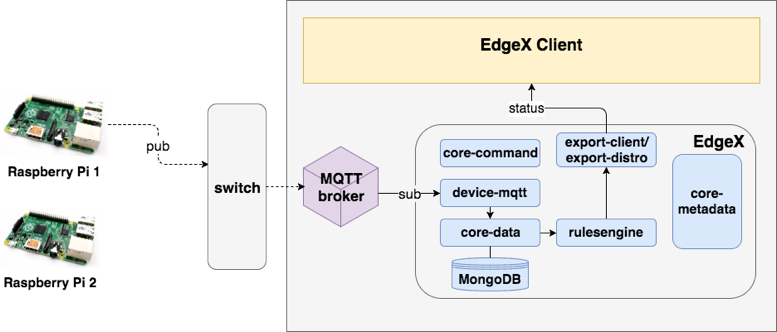 EdgeX Client
status
Raspberry Pi 1
pub
switch
MQTT
broker
sub
EdgeX
core-command
export-client/
export-distro
device-mqtt
core-
metadata
core-data
rulesengine
MongoDB
Raspberry Pi 2